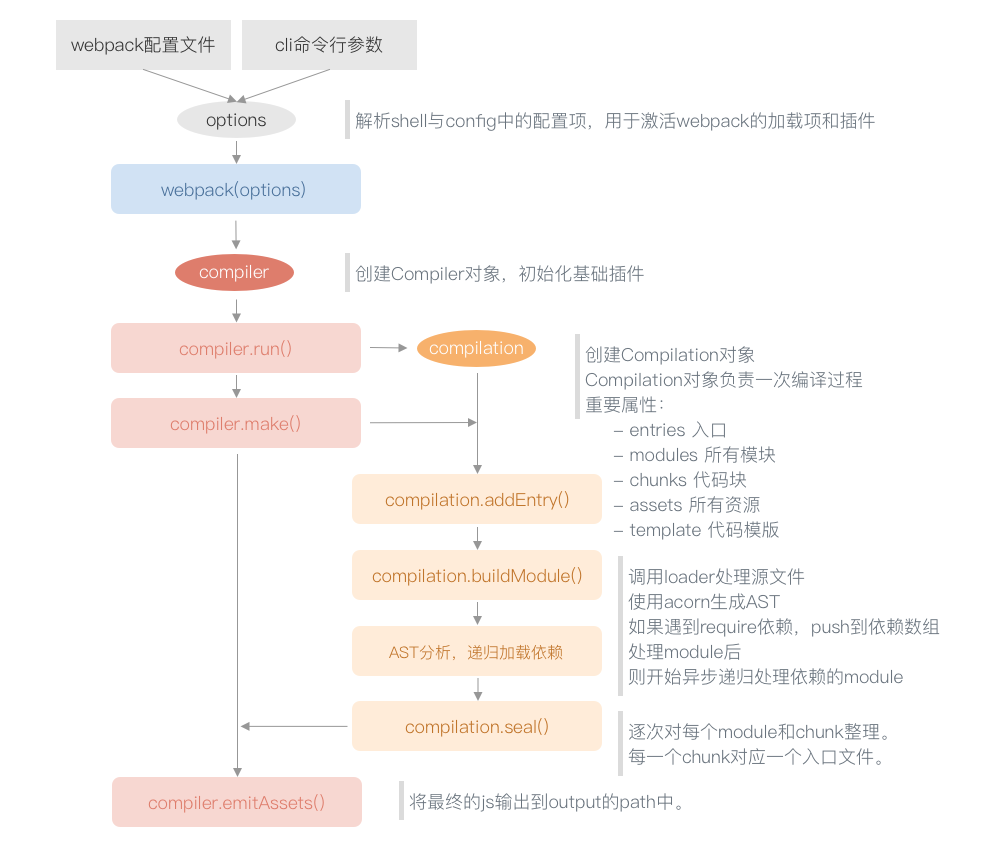 webpack配置文件
cli命令行参数
options
解析shell与config中的配置项，用于激活webpack的加载项和插件
webpack(options)
compiler
创建Compiler对象，初始化基础插件
compiler.run()
compilation
创建Compilation对象
Compilation对象负责一次编译过程
重要属性：
- entries 入口
- modules 所有模块
- chunks 代码块
- assets 所有资源
- template 代码模版
compiler.make()
compilation.addEntry()
compilation.buildModule()
调用loader处理源文件
使用acorn生成AST
如果遇到require依赖，push到依赖数组
处理module后
则开始异步递归处理依赖的module
AST分析，递归加载依赖
compilation.seal()
逐次对每个module和chunk整理。
每一个chunk对应一个入口文件。
compiler.emitAssets()
将最终的js输出到output的path中。